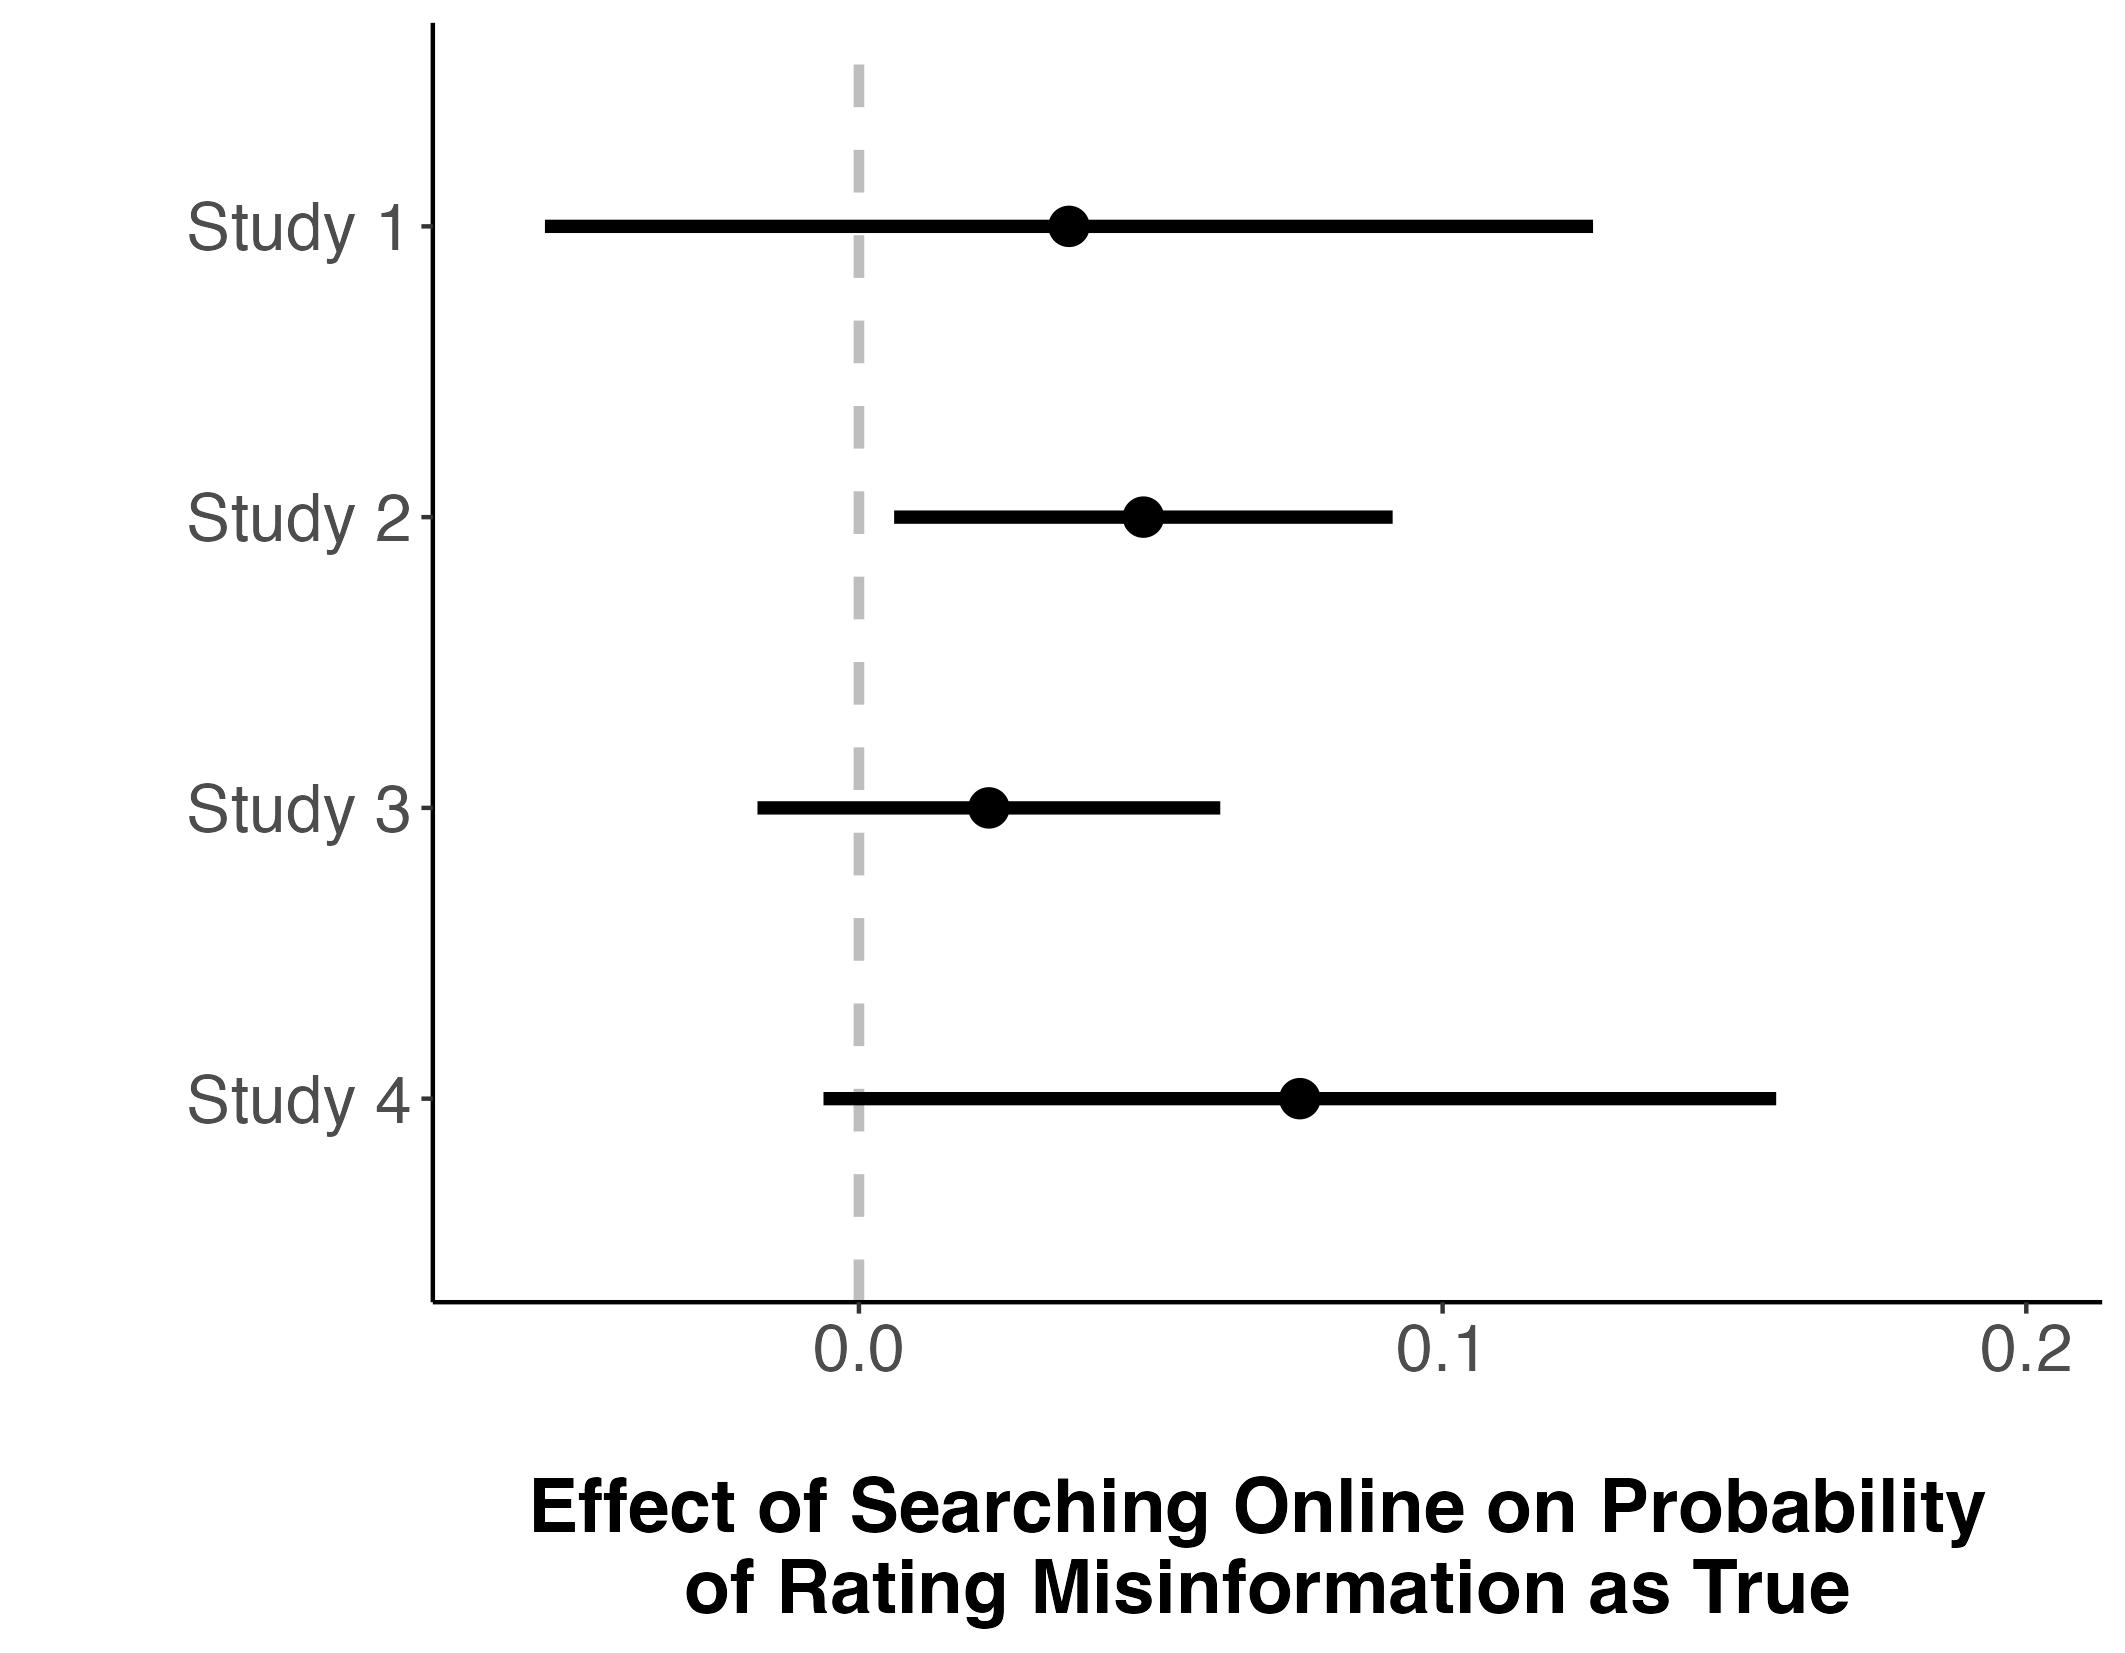 Study 1
Study 2
Study 3
Study 4
0.0 0.1 0.2
Effect of Searching Online on Probability
of Rating Misinformation as True